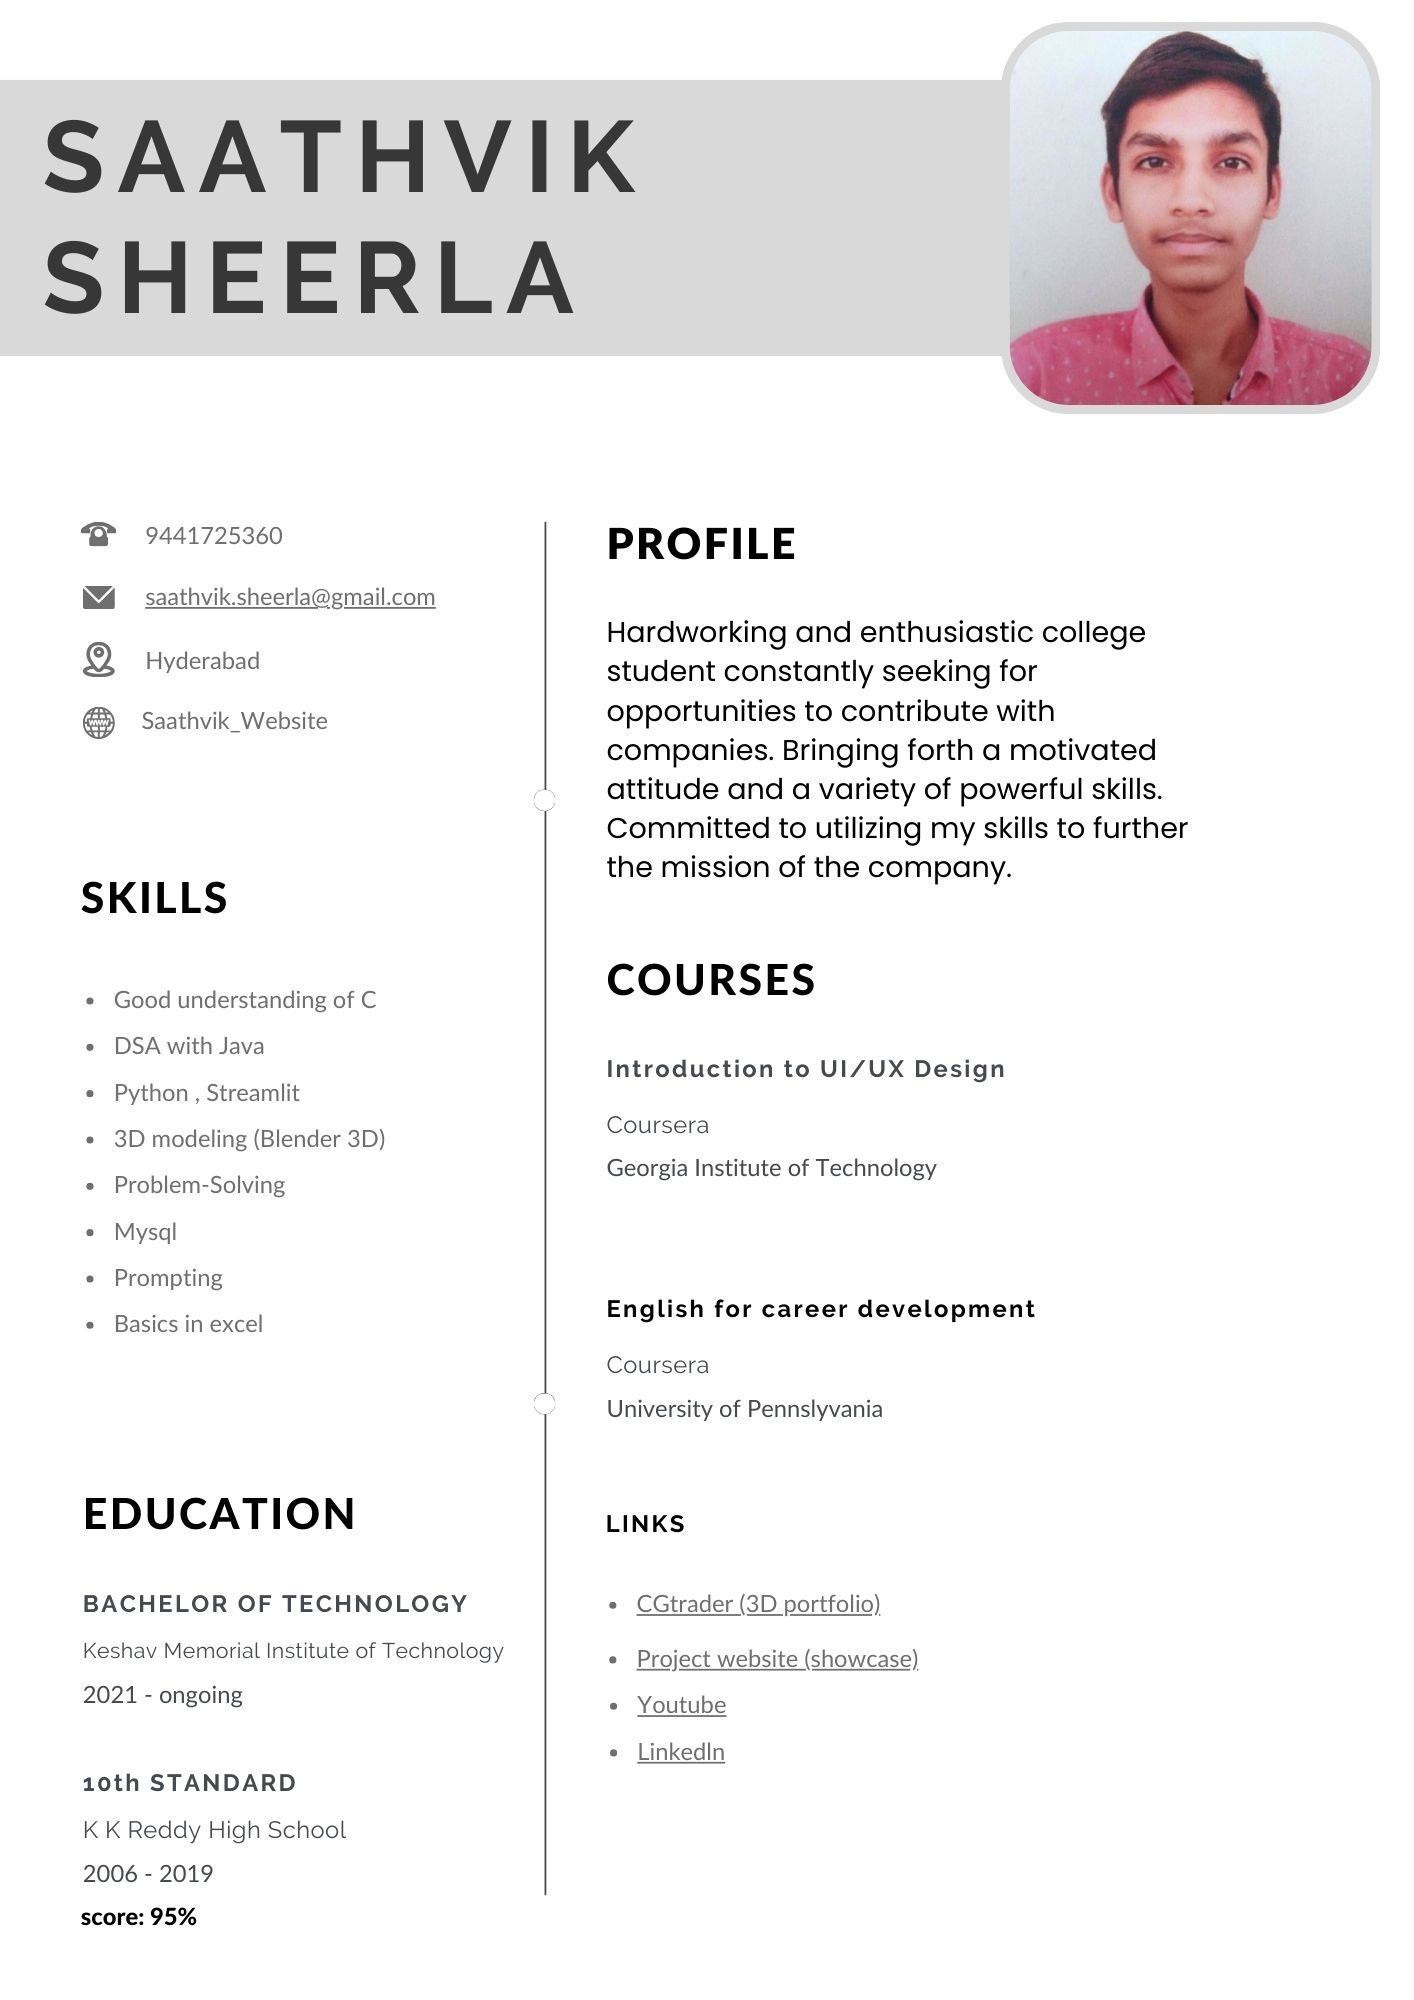 SAATHVIK
SHEERLA
9441725360
saathvik.sheerla@gmail.com
Hyderabad
Saathvik_Website
SKILLS
Good understanding of C
DSA with Java
Python , Streamlit
3D modeling (Blender 3D)
Problem-Solving
Mysql
Prompting
Basics in excel
EDUCATION
BACHELOR OF TECHNOLOGY
Keshav Memorial Institute of Technology
2021 - ongoing
10th STANDARD
K K Reddy High School
2006 - 2019
score: 95%
PROFILE
Hardworking and enthusiastic college
student constantly seeking for
opportunities to contribute with
companies. Bringing forth a motivated
attitude and a variety of powerful skills.
Committed to utilizing my skills to further
the mission of the company.
COURSES
Introduction to UI/UX Design
Coursera
Georgia Institute of Technology
English for career development
Coursera
University of Pennslyvania
LINKS
CGtrader (3D portfolio)
Project website (showcase)
Youtube
LinkedIn